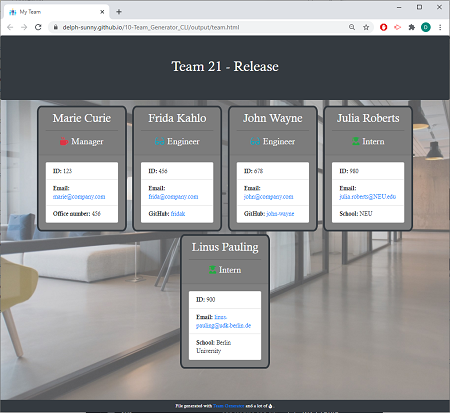 My Team
delph-sunny.github.io/10-Team_Generator_CLI/output/team.html
D
Team 21 - Release
Marie Curie
Manager
ID: 123
Email:
marie@company.com
Office number: 456
Frida Kahlo
Engineer
ID: 456
Email:
frida@company.com
GitHub: fridak
John Wayne
Engineer
ID: 678
Email:
john@company.com
GitHub: john-wayne
Julia Roberts
Intern
ID: 980
Email:
julia.roberts@NEU.edu
School: NEU
Linus Pauling
Intern
ID: 900
Email: linus.
pauling@udk-berlin.de
School: Berlin
University
File generated with Team Generator and a lot of